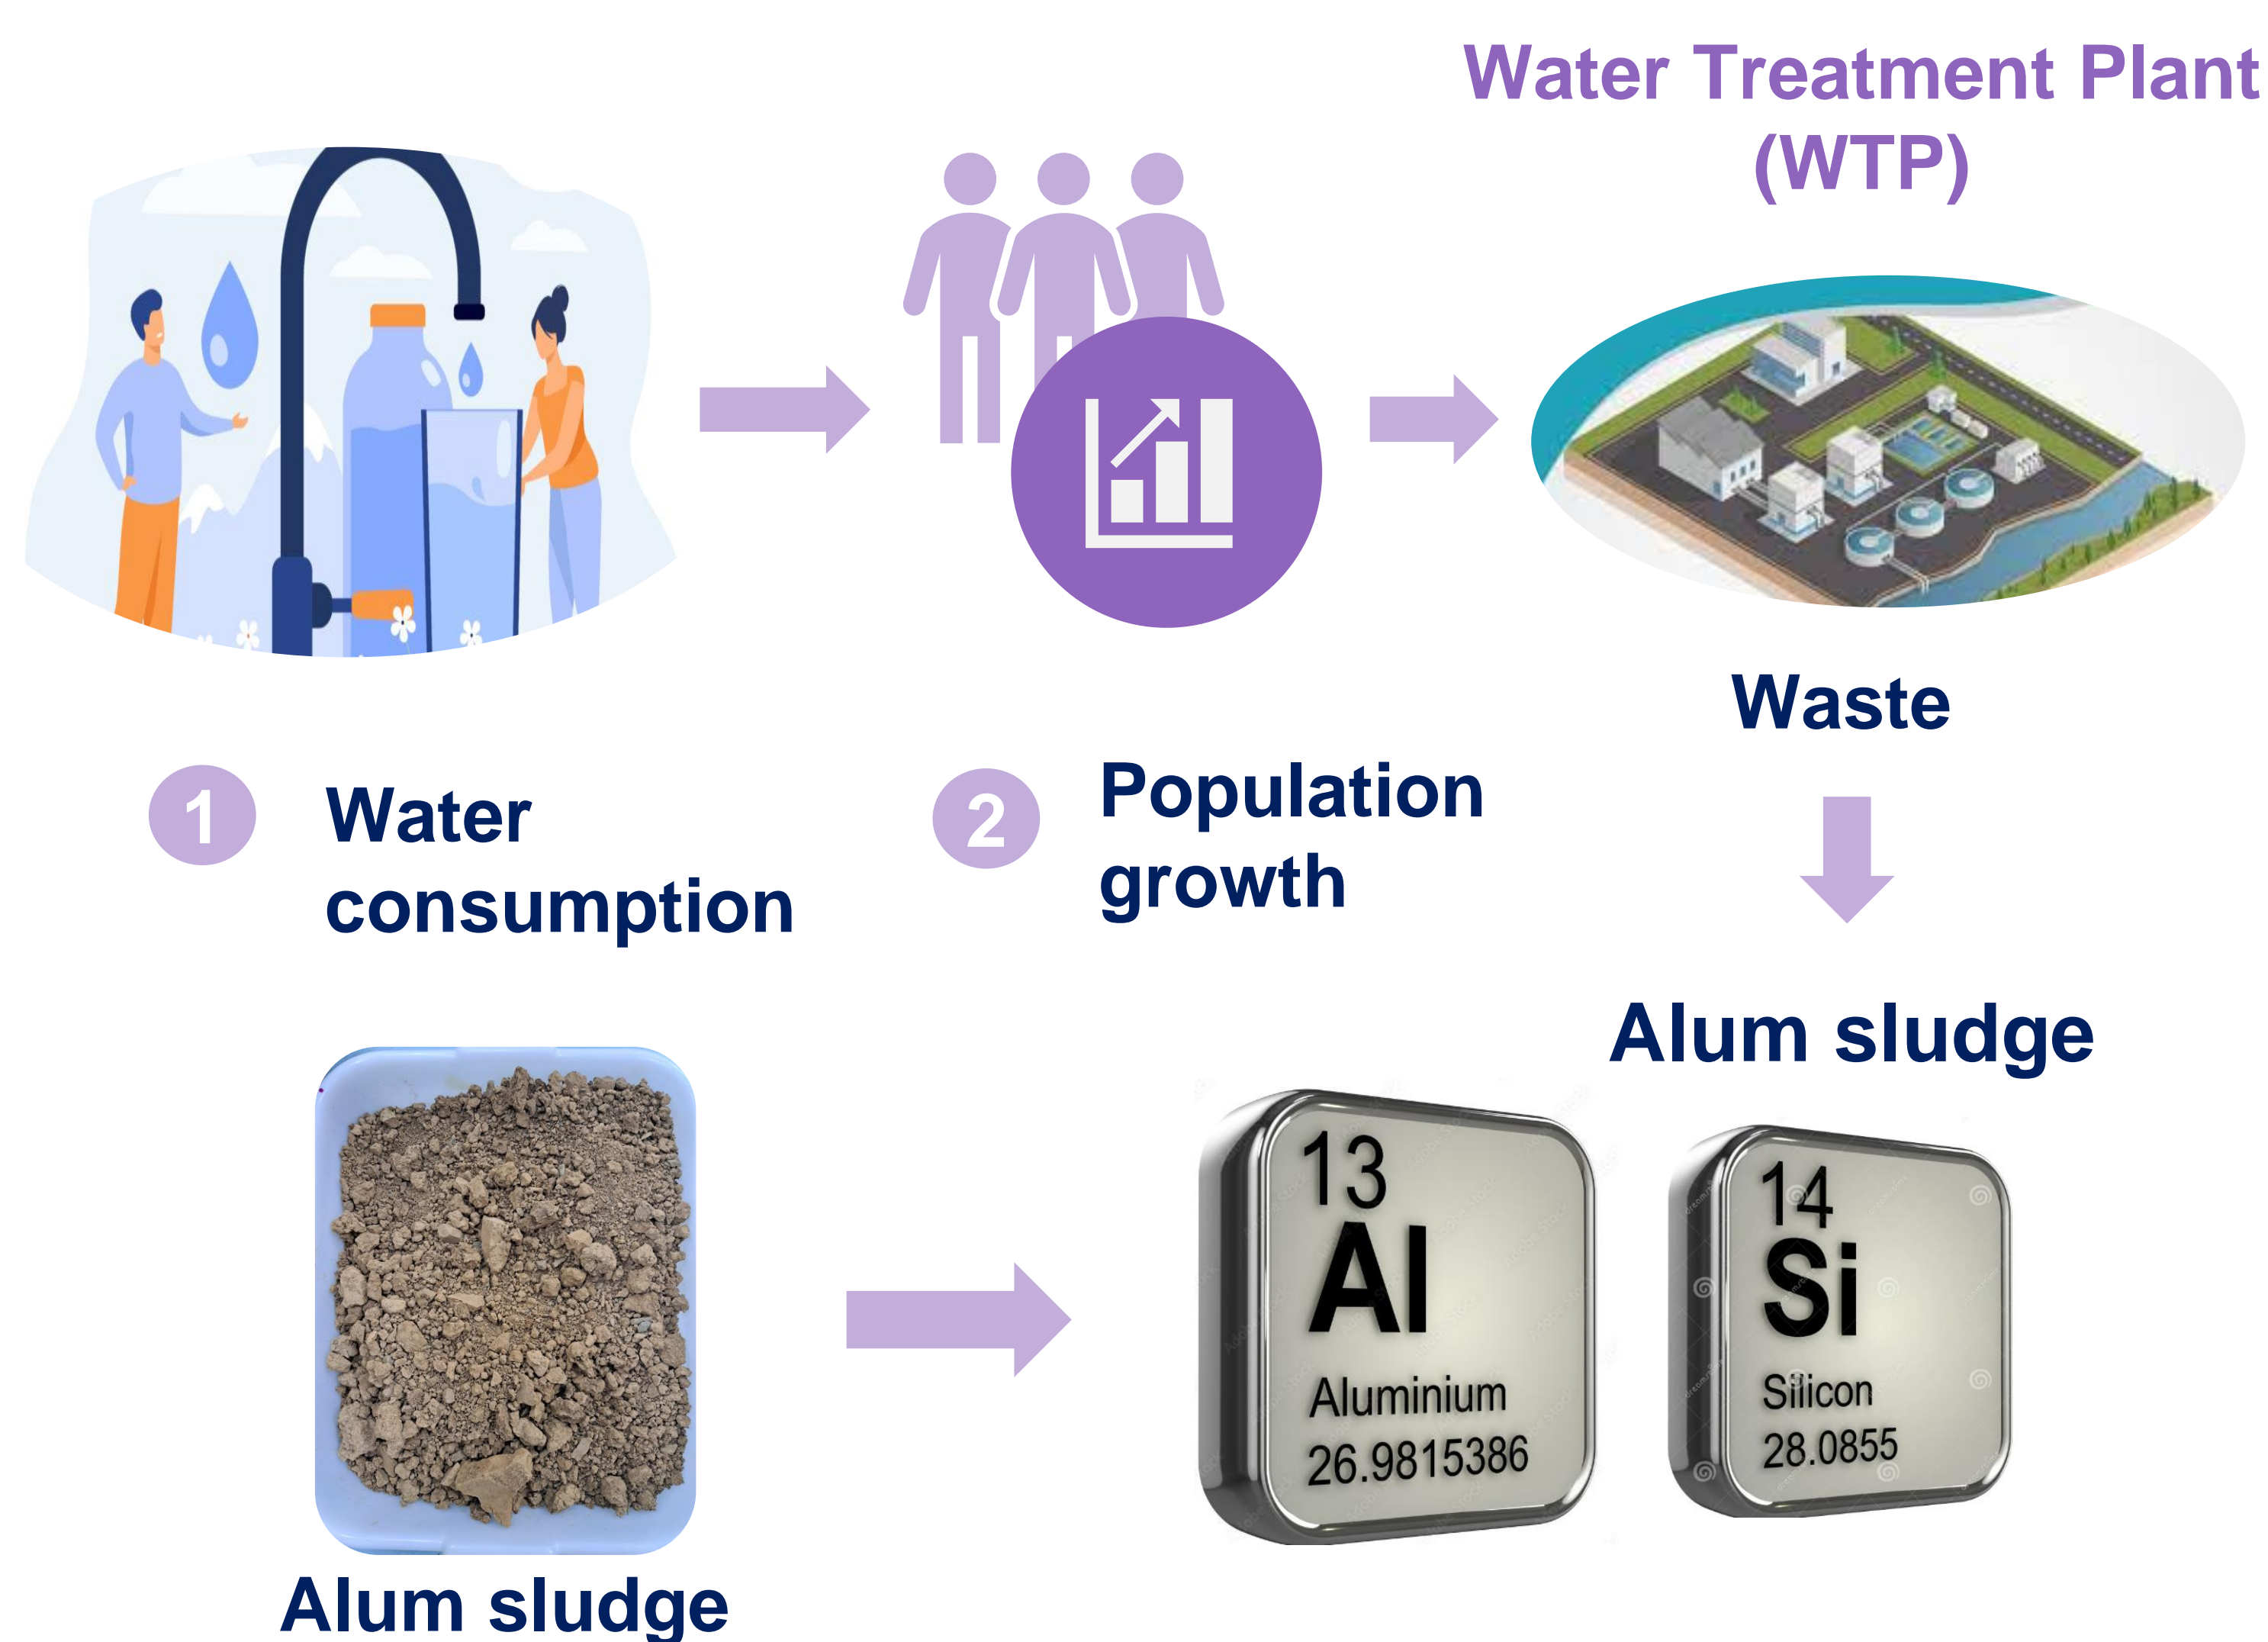 Water Treatment Plant
(WTP)
Waste
1
Water
consumption
2
Population
growth
Alum sludge
13
Al
Aluminium
26.9815386
14
Si
Silicon
28.0855
Alum sludge